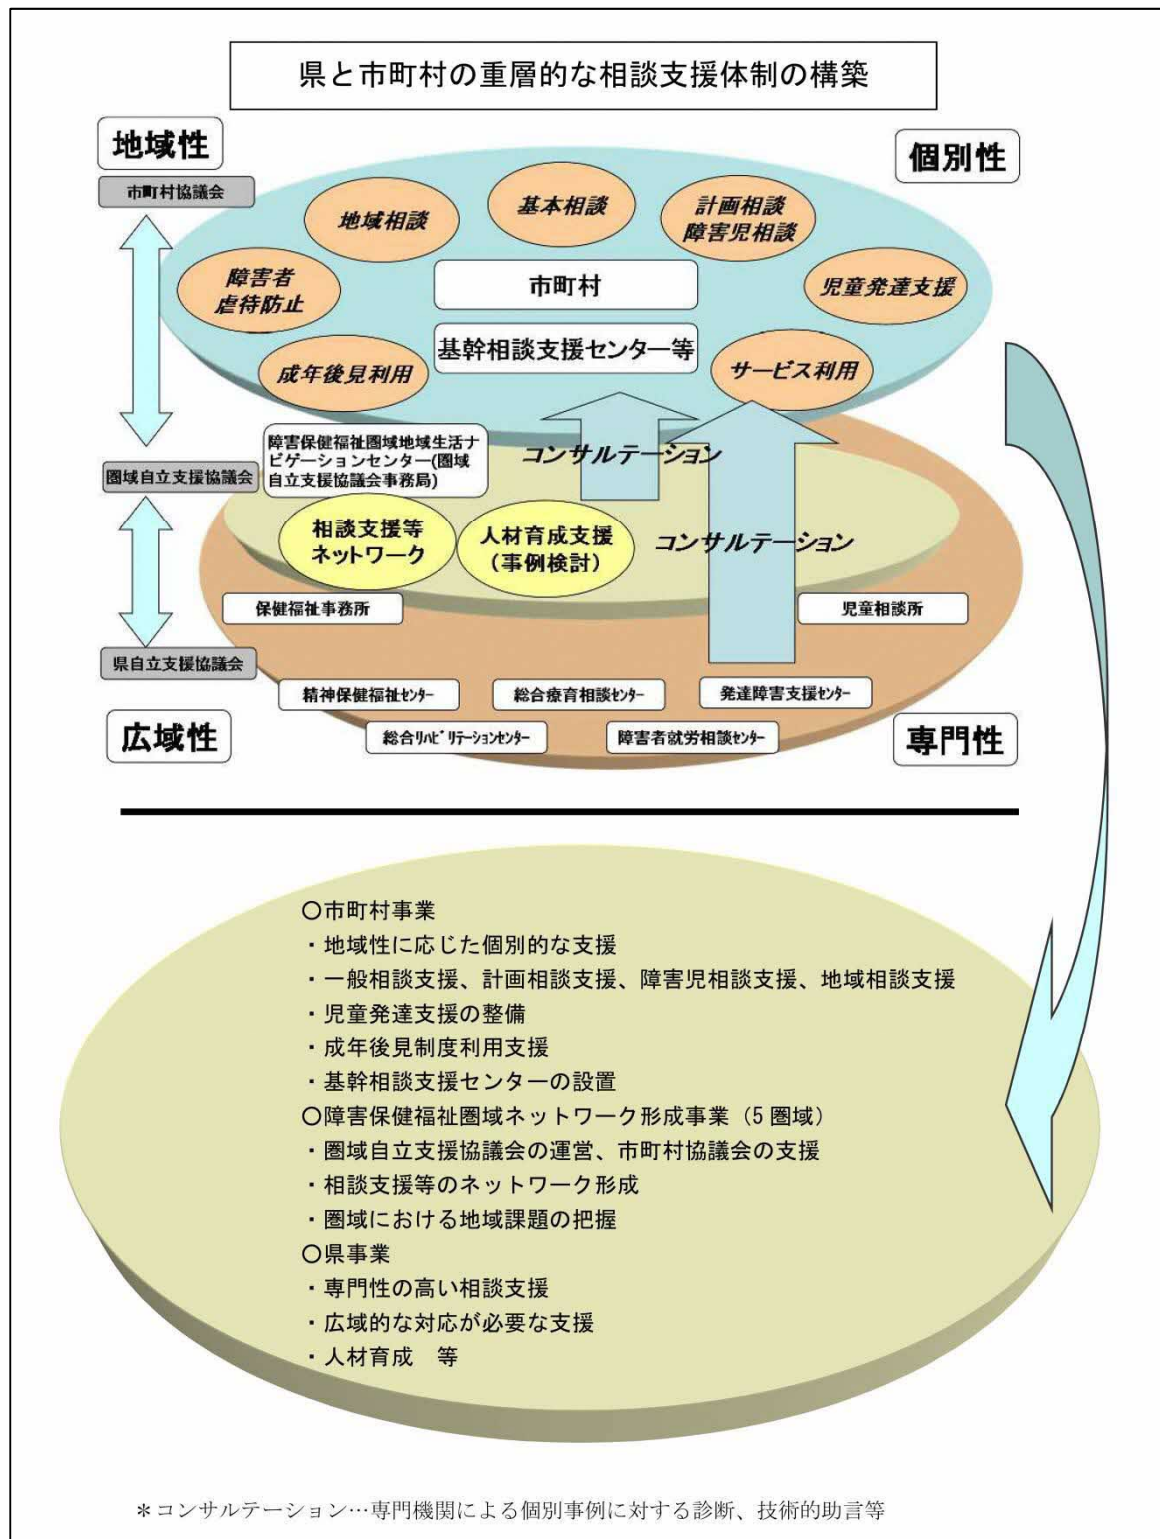 県と市町村の重層的な相談支援体制の構築
地域性
個別性
市町村協議会
地域相談
基本相談
計画相談
障害児相談
障害者
虐待防止
市町村
児童発達支援
基幹相談支援センター等
成年後見利用
サービス利用
障害保健福祉圏域地域生活ナ
ビゲーションセンター(圏域
自立支援協議会事務局)
コンサルテーション
圏域自立支援協議会
相談支援等
ネットワーク
人材育成支援
(事例検討)
コンサルテーション
保健福祉事務所
児童相談所
県自立支援協議会
精神保健福祉ｾﾝﾀｰ
総合療育相談ｾﾝﾀｰ
発達障害支援ｾﾝﾀｰ
広域性
総合ﾘﾊﾋﾞﾘﾃｰｼｮﾝｾﾝﾀｰ
障害者就労相談ｾﾝﾀｰ
専門性
〇市町村事業
・地域性に応じた個別的な支援
・一般相談支援、計画相談支援、障害児相談支援、地域相談支援
・児童発達支援の整備
・成年後見制度利用支援
・基幹相談支援センターの設置
〇障害保健福祉圏域ネットワーク形成事業（5圏域）
・圏域自立支援協議会の運営、市町村協議会の支援
・相談支援等のネットワーク形成
・圏域における地域課題の把握
〇県事業
・専門性の高い相談支援
・広域的な対応が必要な支援
・人材育成　等
＊コンサルテーション…専門機関による個別事例に対する診断、技術的助言等